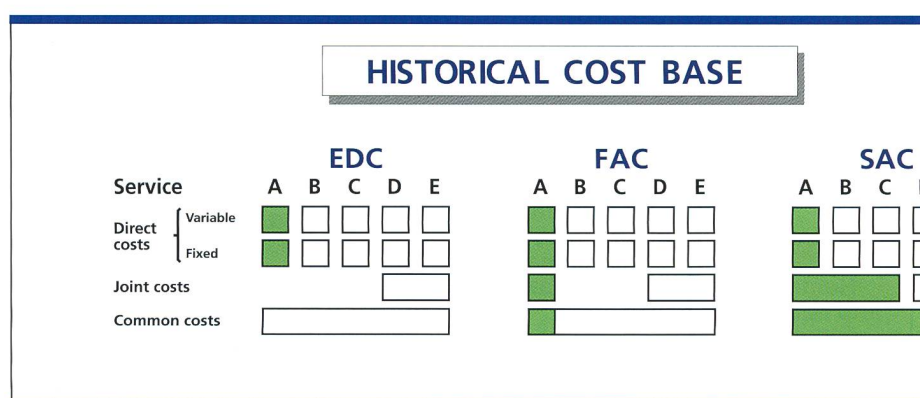 HISTORICAL COST BASE
EDC FAC SAC
Service A B C D E A B C D E A B C
Direct costs Variable
Fixed
Joint costs
Common costs